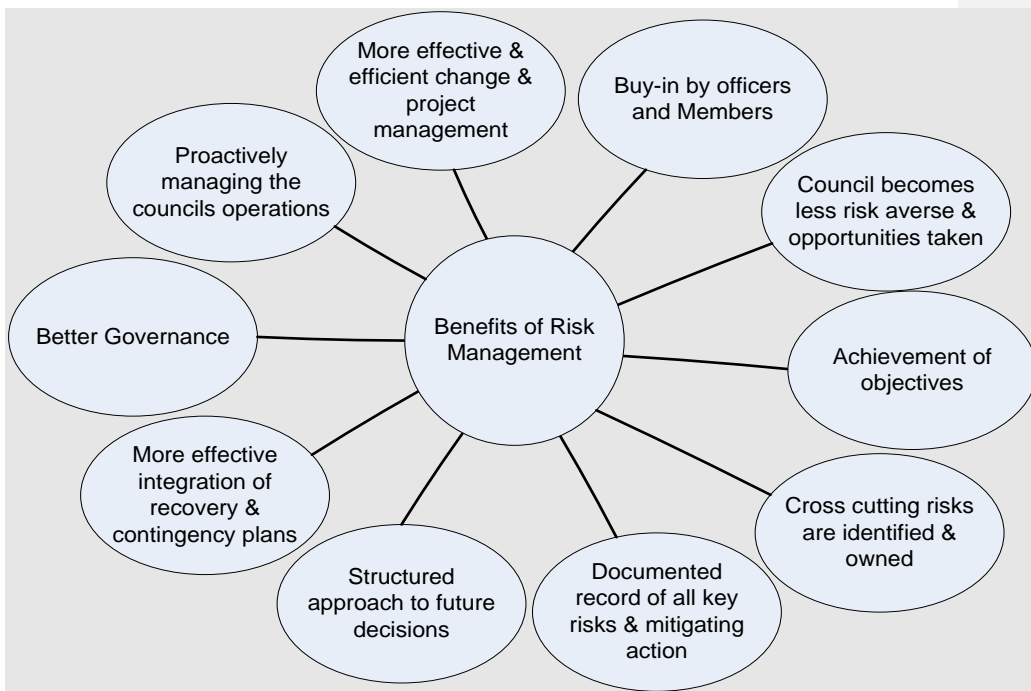 More effective &
efficient change &
project
management
Buy-in by officers
and Members
Proactively
managing the
councils operations
Council becomes
less risk averse &
opportunities taken
Better Governance
Benefits of Risk
Management
Achievement of
objectives
More effective
integration of
recovery &
contingency plans
Cross cutting risks
are identified &
owned
Structured
approach to future
decisions
Documented
record of all key
risks & mitigating
action